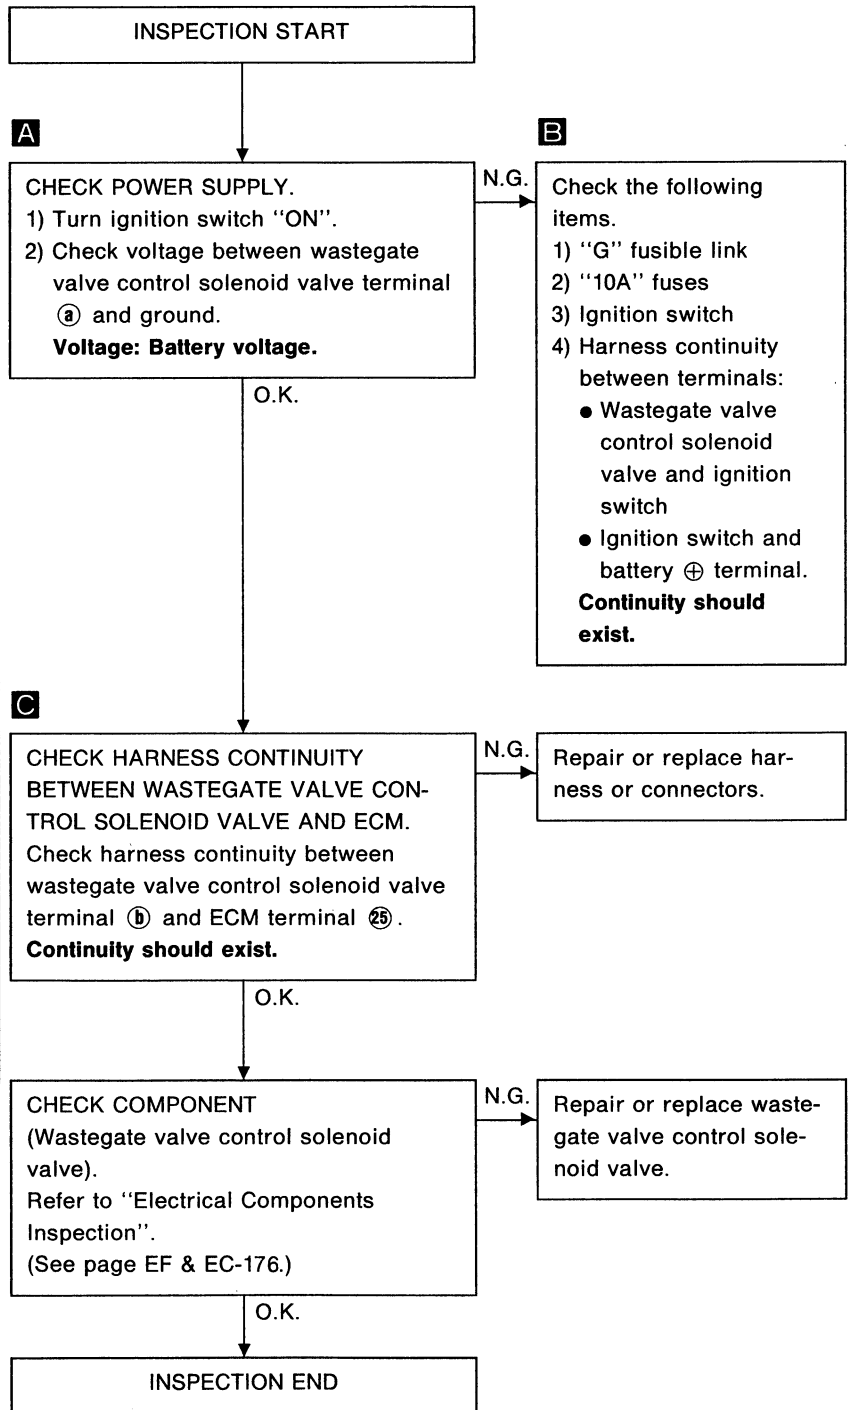 INSPECTION START
A
CHECK POWER SUPPLY.
1) Turn ignition switch "ON".
2) Check voltage between wastegate
valve control solenoid valve terminal
ⓐ and ground.
Voltage: Battery voltage.
N.G.
B
Check the following
items.
1) "G" fusible link
2) "10A" fuses
3) Ignition switch
4) Harness continuity
between terminals:
● Wastegate valve
control solenoid
valve and ignition
switch
● Ignition switch and
battery ⊕ terminal.
Continuity should
exist.
O.K.
C
CHECK HARNESS CONTINUITY
BETWEEN WASTEGATE VALVE CON-
TROL SOLENOID VALVE AND ECM.
Check harness continuity between
wastegate valve control solenoid valve
terminal ⓑ and ECM terminal ㉕.
Continuity should exist.
N.G.
Repair or replace har-
ness or connectors.
O.K.
CHECK COMPONENT
(Wastegate valve control solenoid
valve).
Refer to "Electrical Components
Inspection".
(See page EF & EC-176.)
N.G.
Repair or replace waste-
gate valve control sole-
noid valve.
O.K.
INSPECTION END